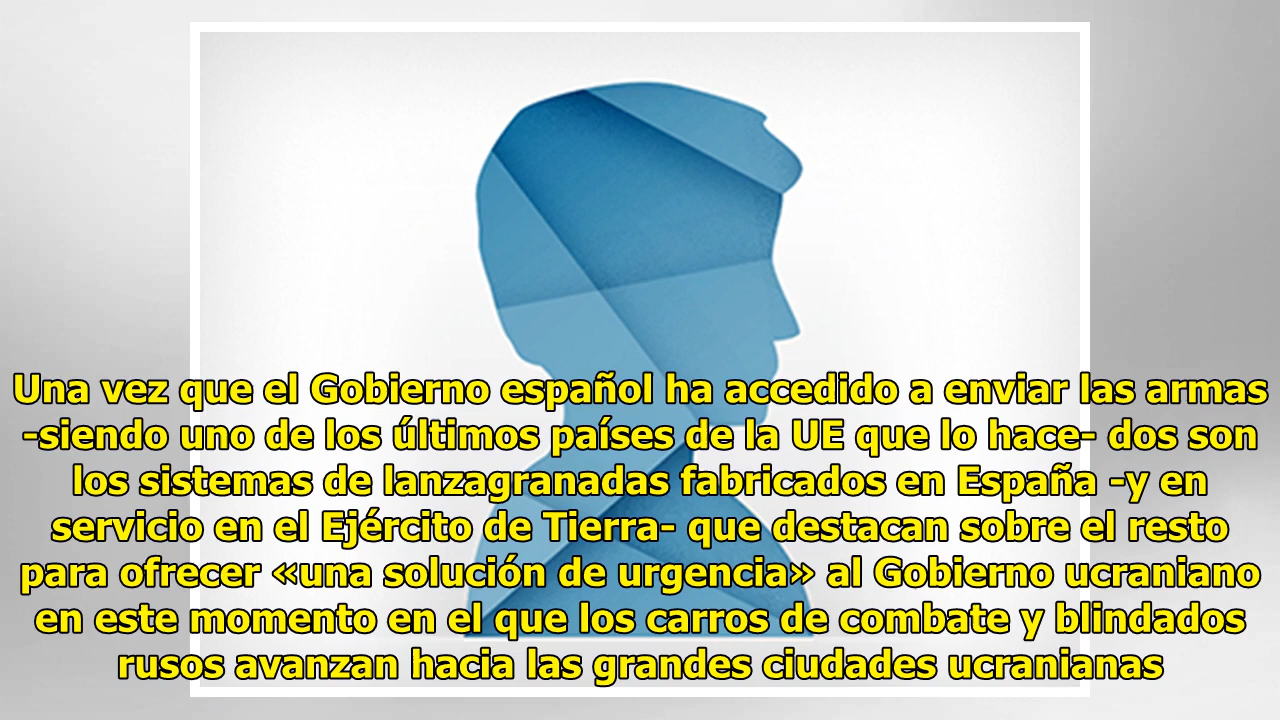 Una vez que el Gobierno español ha accedido a enviar las armas
-siendo uno de los últimos países de la UE que lo hace- dos son
los sistemas de lanzagranadas fabricados en España -y en
servicio en el Ejército de Tierra- que destacan sobre el resto
para ofrecer «una solución de urgencia» al Gobierno ucraniano
en este momento en el que los carros de combate y blindados
rusos avanzan hacia las grandes ciudades ucranianas